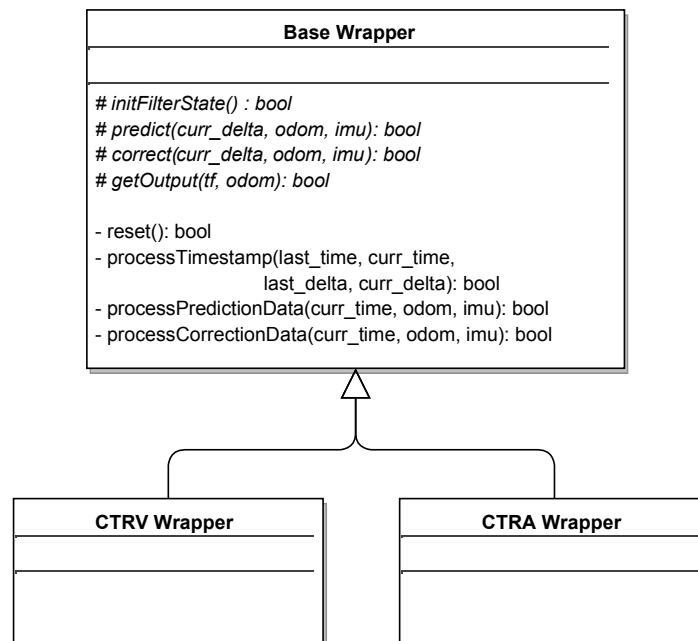 Base Wrapper
# initFilterState() : bool
# predict(curr_delta, odom, imu): bool
# correct(curr_delta, odom, imu): bool
# getOutput(tf, odom): bool
- reset(): bool
- processTimestamp(last_time, curr_time,
last_delta, curr_delta): bool
- processPredictionData(curr_time, odom, imu): bool
- processCorrectionData(curr_time, odom, imu): bool
CTRV Wrapper
CTRA Wrapper